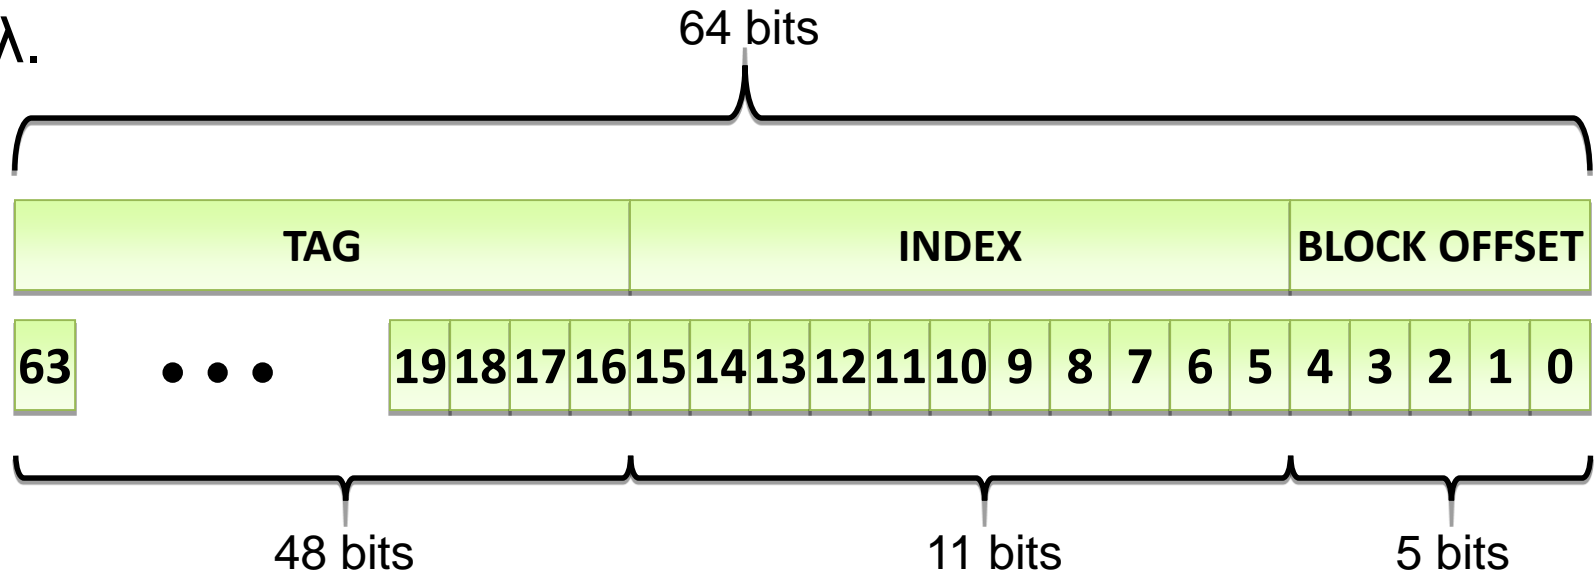 λ.
64 bits
TAG INDEX BLOCK OFFSET
63 • • • 19 18 17 16 15 14 13 12 11 10 9 8 7 6 5 4 3 2 1 0
48 bits 11 bits 5 bits